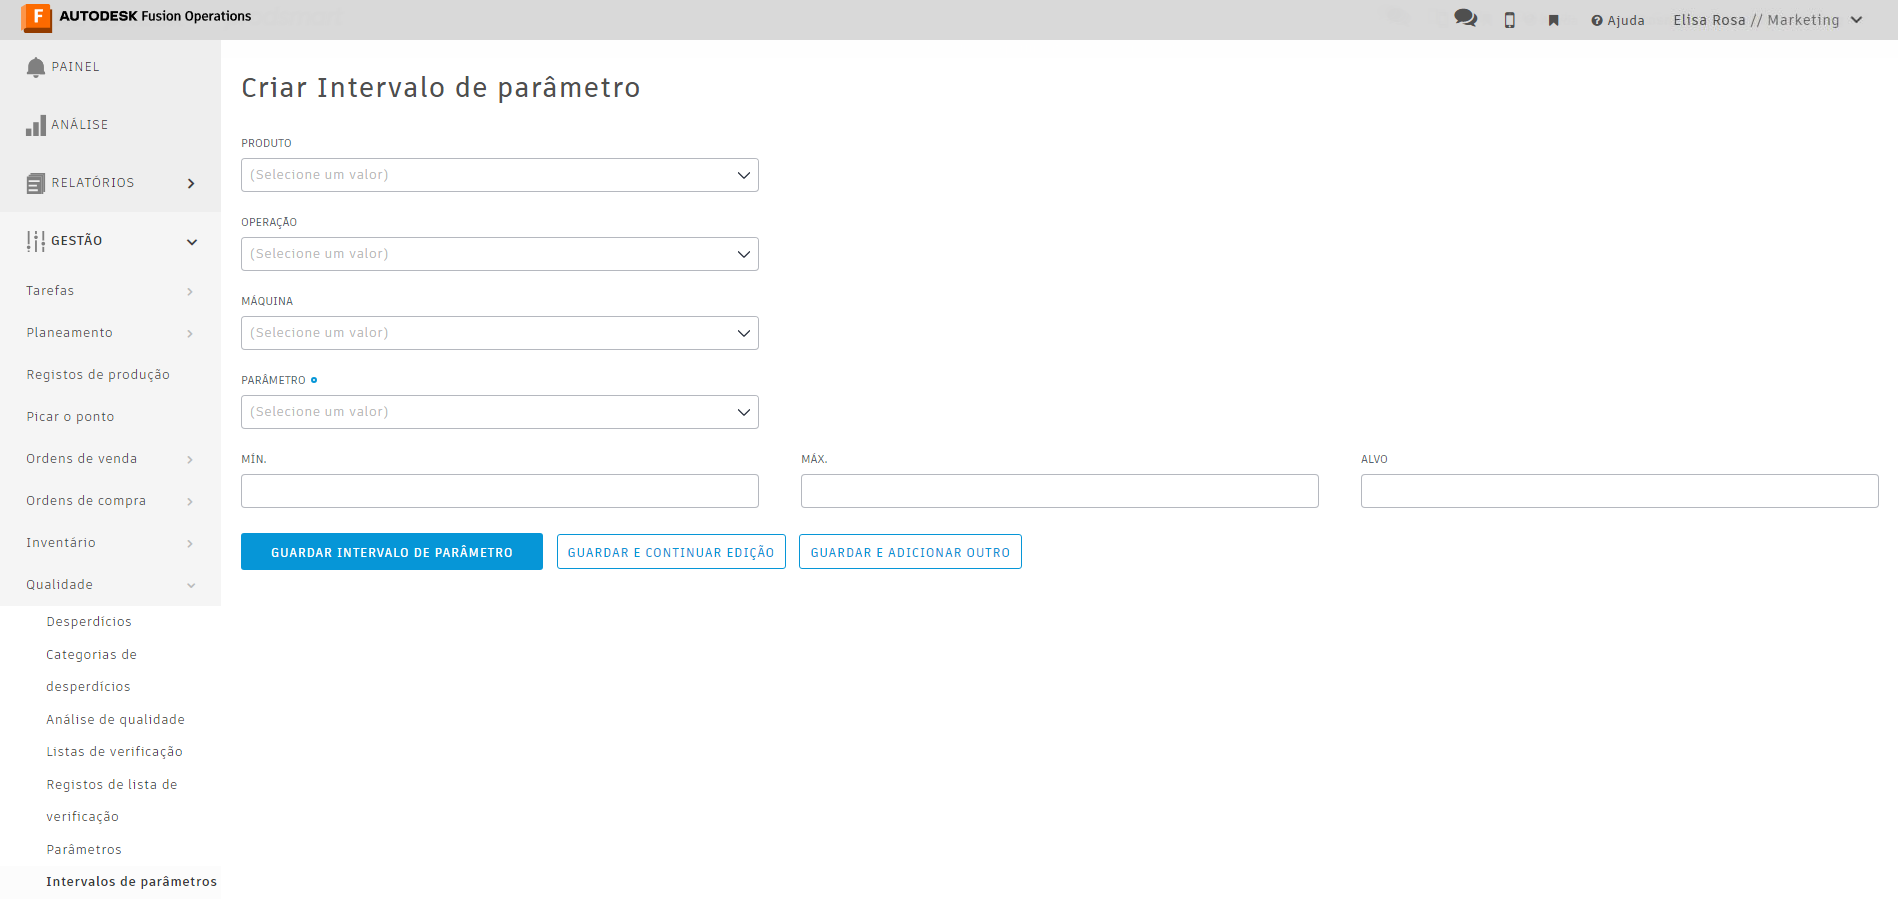 AUTODESK Fusion Operations
Ajuda
Elisa Rosa // Marketing
PAINEL
ANÁLISE
RELATÓRIOS
GESTÃO
Tarefas
Planeamento
Registos de produção
Picar o ponto
Ordens de venda
Ordens de compra
Inventário
Qualidade
Desperdícios
Categorias de
desperdícios
Análise de qualidade
Listas de verificação
Registos de lista de
verificação
Parâmetros
Intervalos de parâmetros
Criar Intervalo de parâmetro
PRODUTO
(Selecione um valor)
OPERAÇÃO
(Selecione um valor)
MÁQUINA
(Selecione um valor)
PARÂMETRO
(Selecione um valor)
MÍN.
MÁX.
ALVO
GUARDAR INTERVALO DE PARÂMETRO
GUARDAR E CONTINUAR EDIÇÃO
GUARDAR E ADICIONAR OUTRO